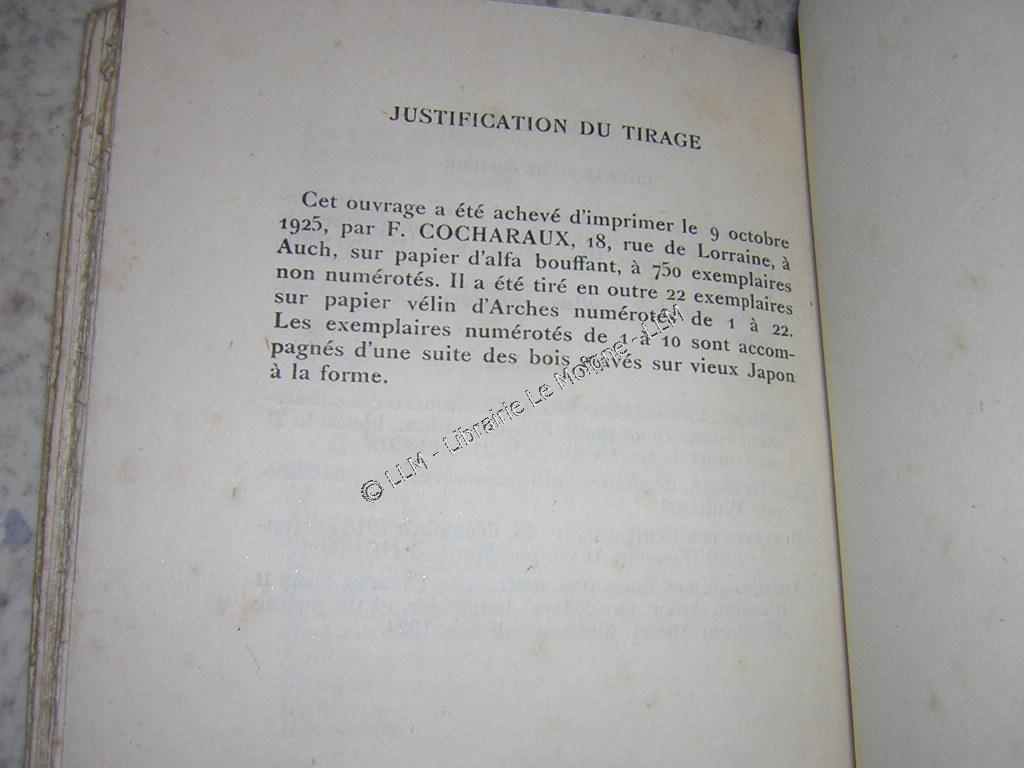 JUSTIFICATION DU TIRAGE
Cet ouvrage a été achevé d'imprimer le 9 octobre
1925, par F. COCHARAUX, 18, rue de Lorraine, à
Auch, sur papier d'alfa bouffant, à 750 exemplaires
non numérotés. Il a été tiré en outre 22 exemplaires
sur papier vélin d'Arches numérotés de 1 à 22.
Les exemplaires numérotés de 1 à 10 sont accom-
pagnés d'une suite des bois gravés sur vieux Japon
à la forme.
© LLM - Librairie Le Moigne - LLM